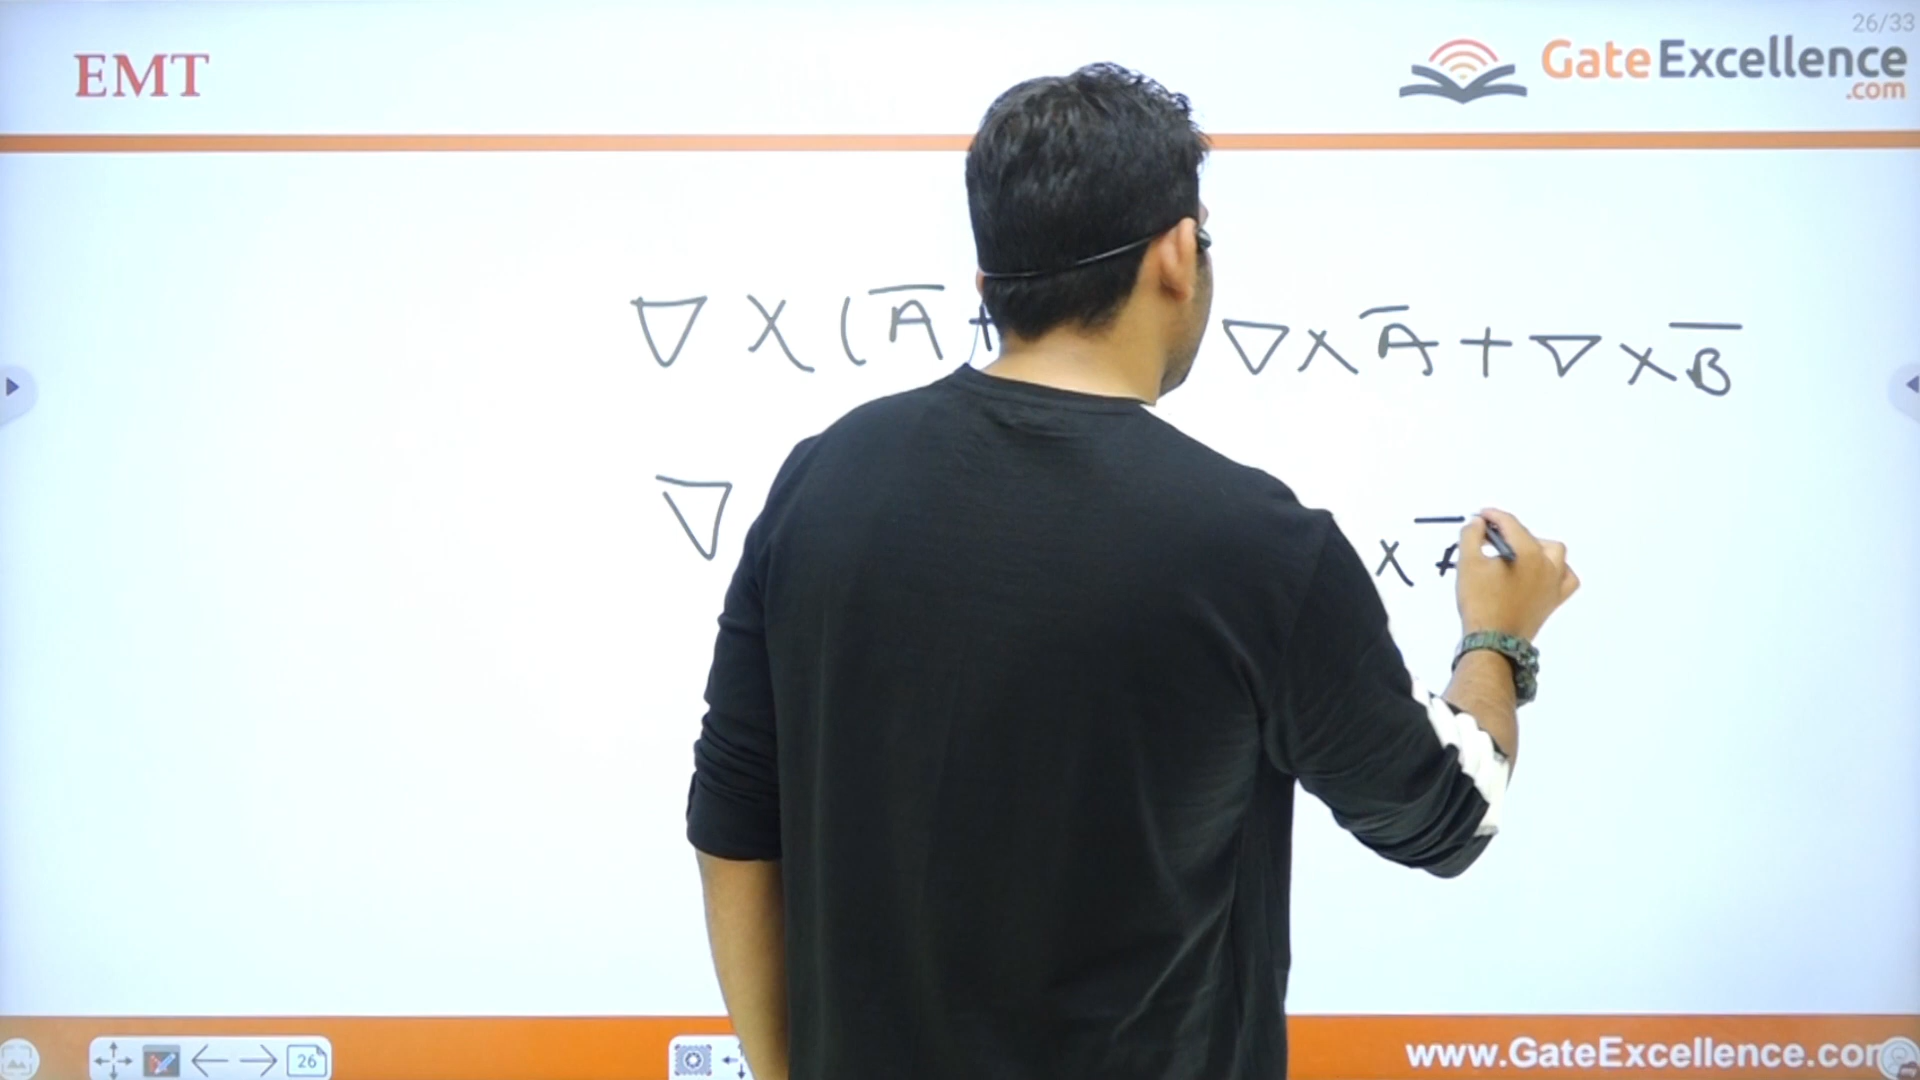 26/33
EMT
GateExcellence
.com
∇ X (A̅ + ∇ X A̅ + ∇ X B̅
∇ X
26
www.GateExcellence.co